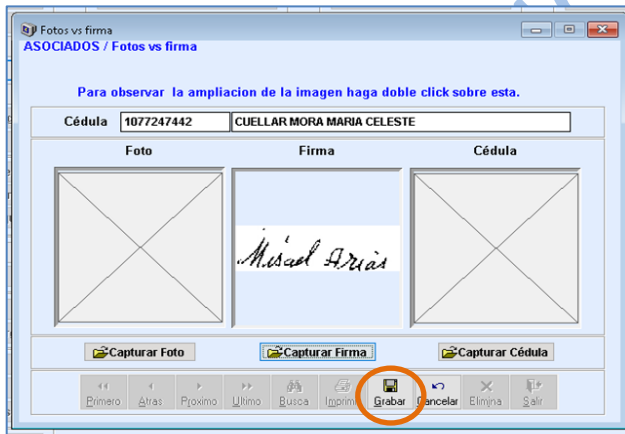 Fotos vs firma
ASOCIADOS / Fotos vs firma
Para observar la ampliacion de la imagen haga doble click sobre esta.
Cédula 1077247442 CUELLAR MORA MARIA CELESTE
Foto Firma Cédula
Misael Arias
Capturar Foto Capturar Firma Capturar Cédula
Primero Atras Proximo Ultimo Busca Imprimi Grabar Cancelar Elimina Salir